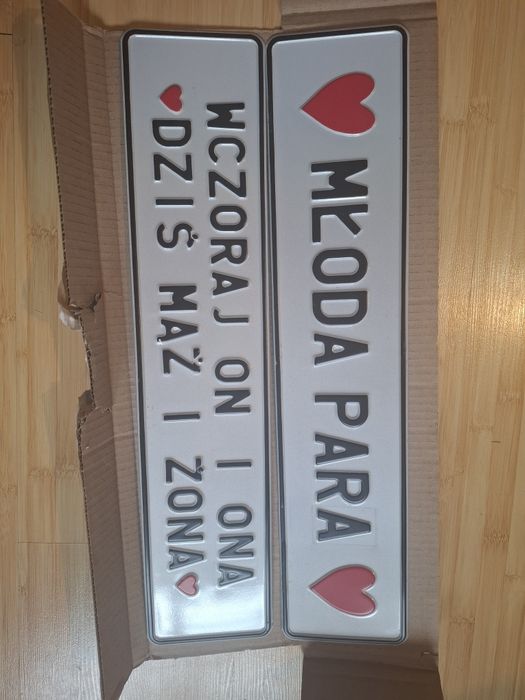 MŁODA PARA
WCZORAJ ON I ONA
DZIŚ MĄŻ I ŻONA